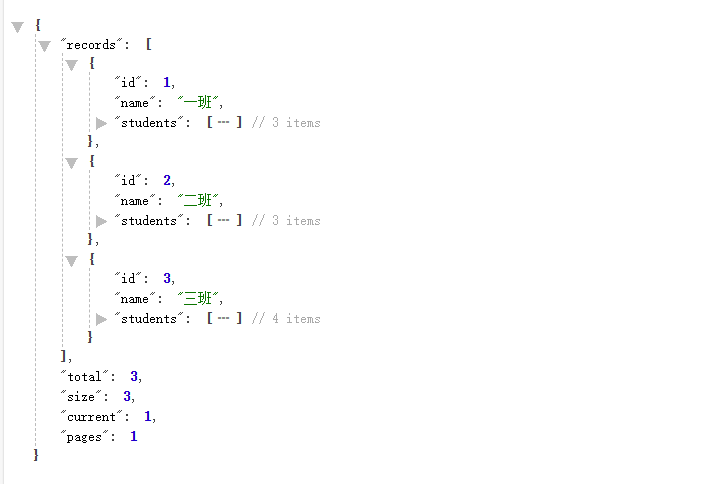 {
"records": [
{
"id": 1,
"name": "一班",
"students": [ ... ] // 3 items
},
{
"id": 2,
"name": "二班",
"students": [ ... ] // 3 items
},
{
"id": 3,
"name": "三班",
"students": [ ... ] // 4 items
}
],
"total": 3,
"size": 3,
"current": 1,
"pages": 1
}